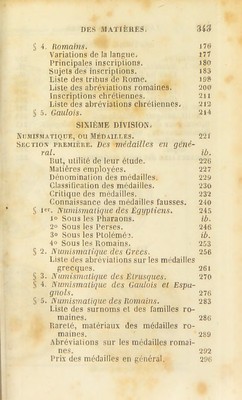 DES MATIÈRES. 343
§ 4. Romains. 176
Variations de la langue. 177
Principales inscriptions. 180
Sujets des inscriptions. 183
Liste des tribus de Rome. 198
Liste des abréviations romaines. 200
Inscriptions chrétiennes. 211
Liste des abréviations chrétiennes. 212
§ 5. Gaulois. 214
SIXIÈME DIVISION.
NUMISMATIQUE, OU MÉDAILLES. 221
SECTION PREMIÈRE. Des médailles en géné-
ral. ib.
But, utilité de leur étude. 226
Matières employées. 227
Dénomination des médailles. 229
Classification des médailles. 230
Critique des médailles. 232
Connaissance des médailles fausses. 240
§ 1er. Numismatique des Égyptiens. 245
1º Sous les Pharaons. ib.
2º Sous les Perses. 246
3º Sous les Ptolémées. ib.
4º Sous les Romains. 253
§ 2. Numismatique des Grecs. 256
Liste des abréviations sur les médailles
grecques. 261
§ 3. Numismatique des Étrusques. 270
§ 4. Numismatique des Gaulois et Espa-
gnols. 276
§ 5. Numismatique des Romains. 283
Liste des surnoms et des familles ro-
maines. 286
Rareté, matériaux des médailles ro-
maines. 289
Abréviations sur les médailles romai-
nes. 292
Prix des médailles en général. 296